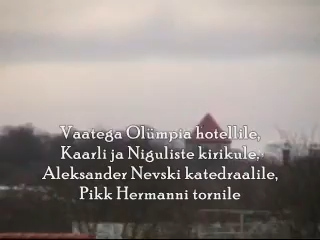 Vaatega Olümpia hotellile,
Kaarli ja Niguliste kirikule,
Aleksander Nevski katedraalile,
Pikk Hermanni tornile